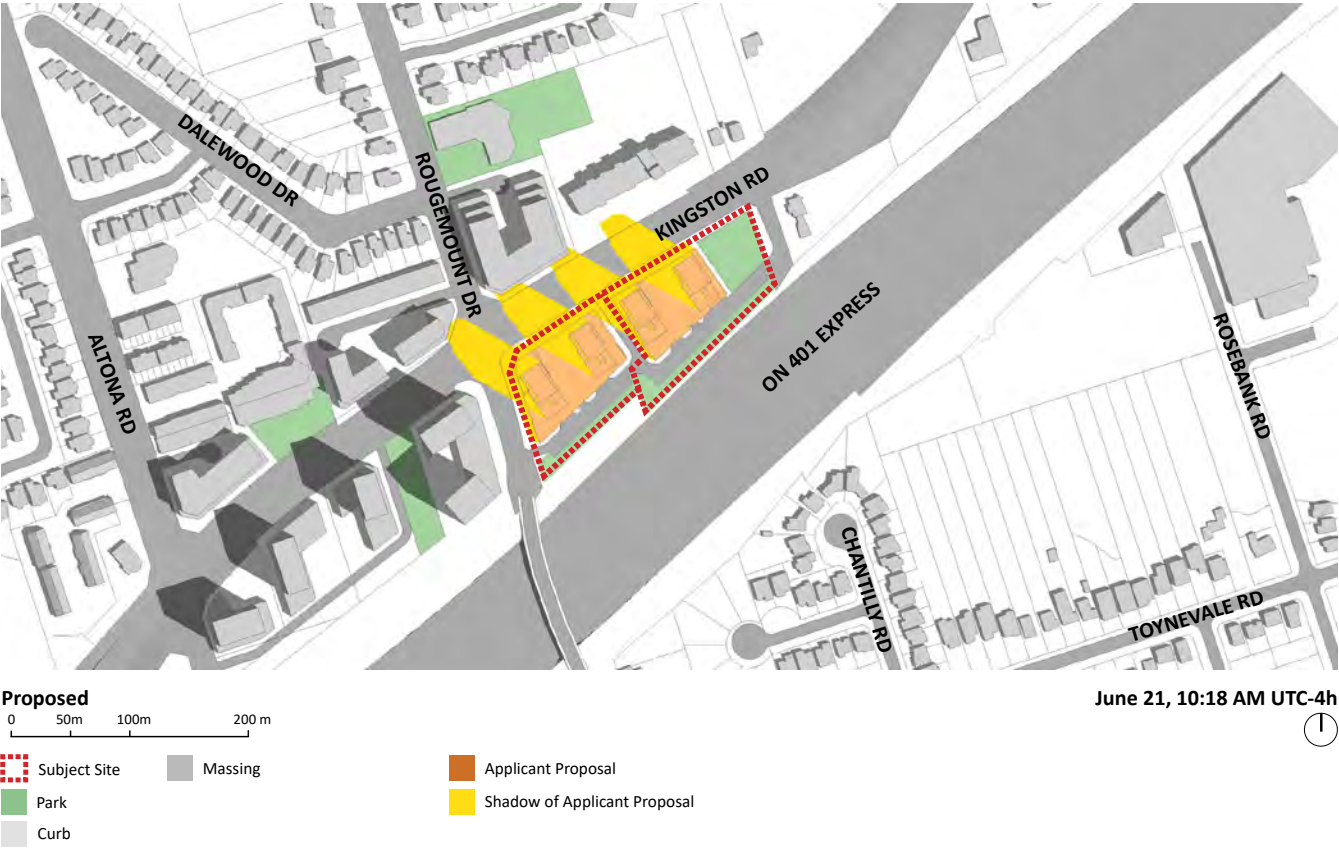 DALEWOOD DR
ROUGEMOUNT DR
KINGSTON RD
ALTONA RD
ON 401 EXPRESS
ROSEBANK RD
CHANTILLY RD
TOYNEVALE RD
Proposed
0 50m 100m 200 m
June 21, 10:18 AM UTC-4h
Subject Site
Massing
Applicant Proposal
Park
Shadow of Applicant Proposal
Curb